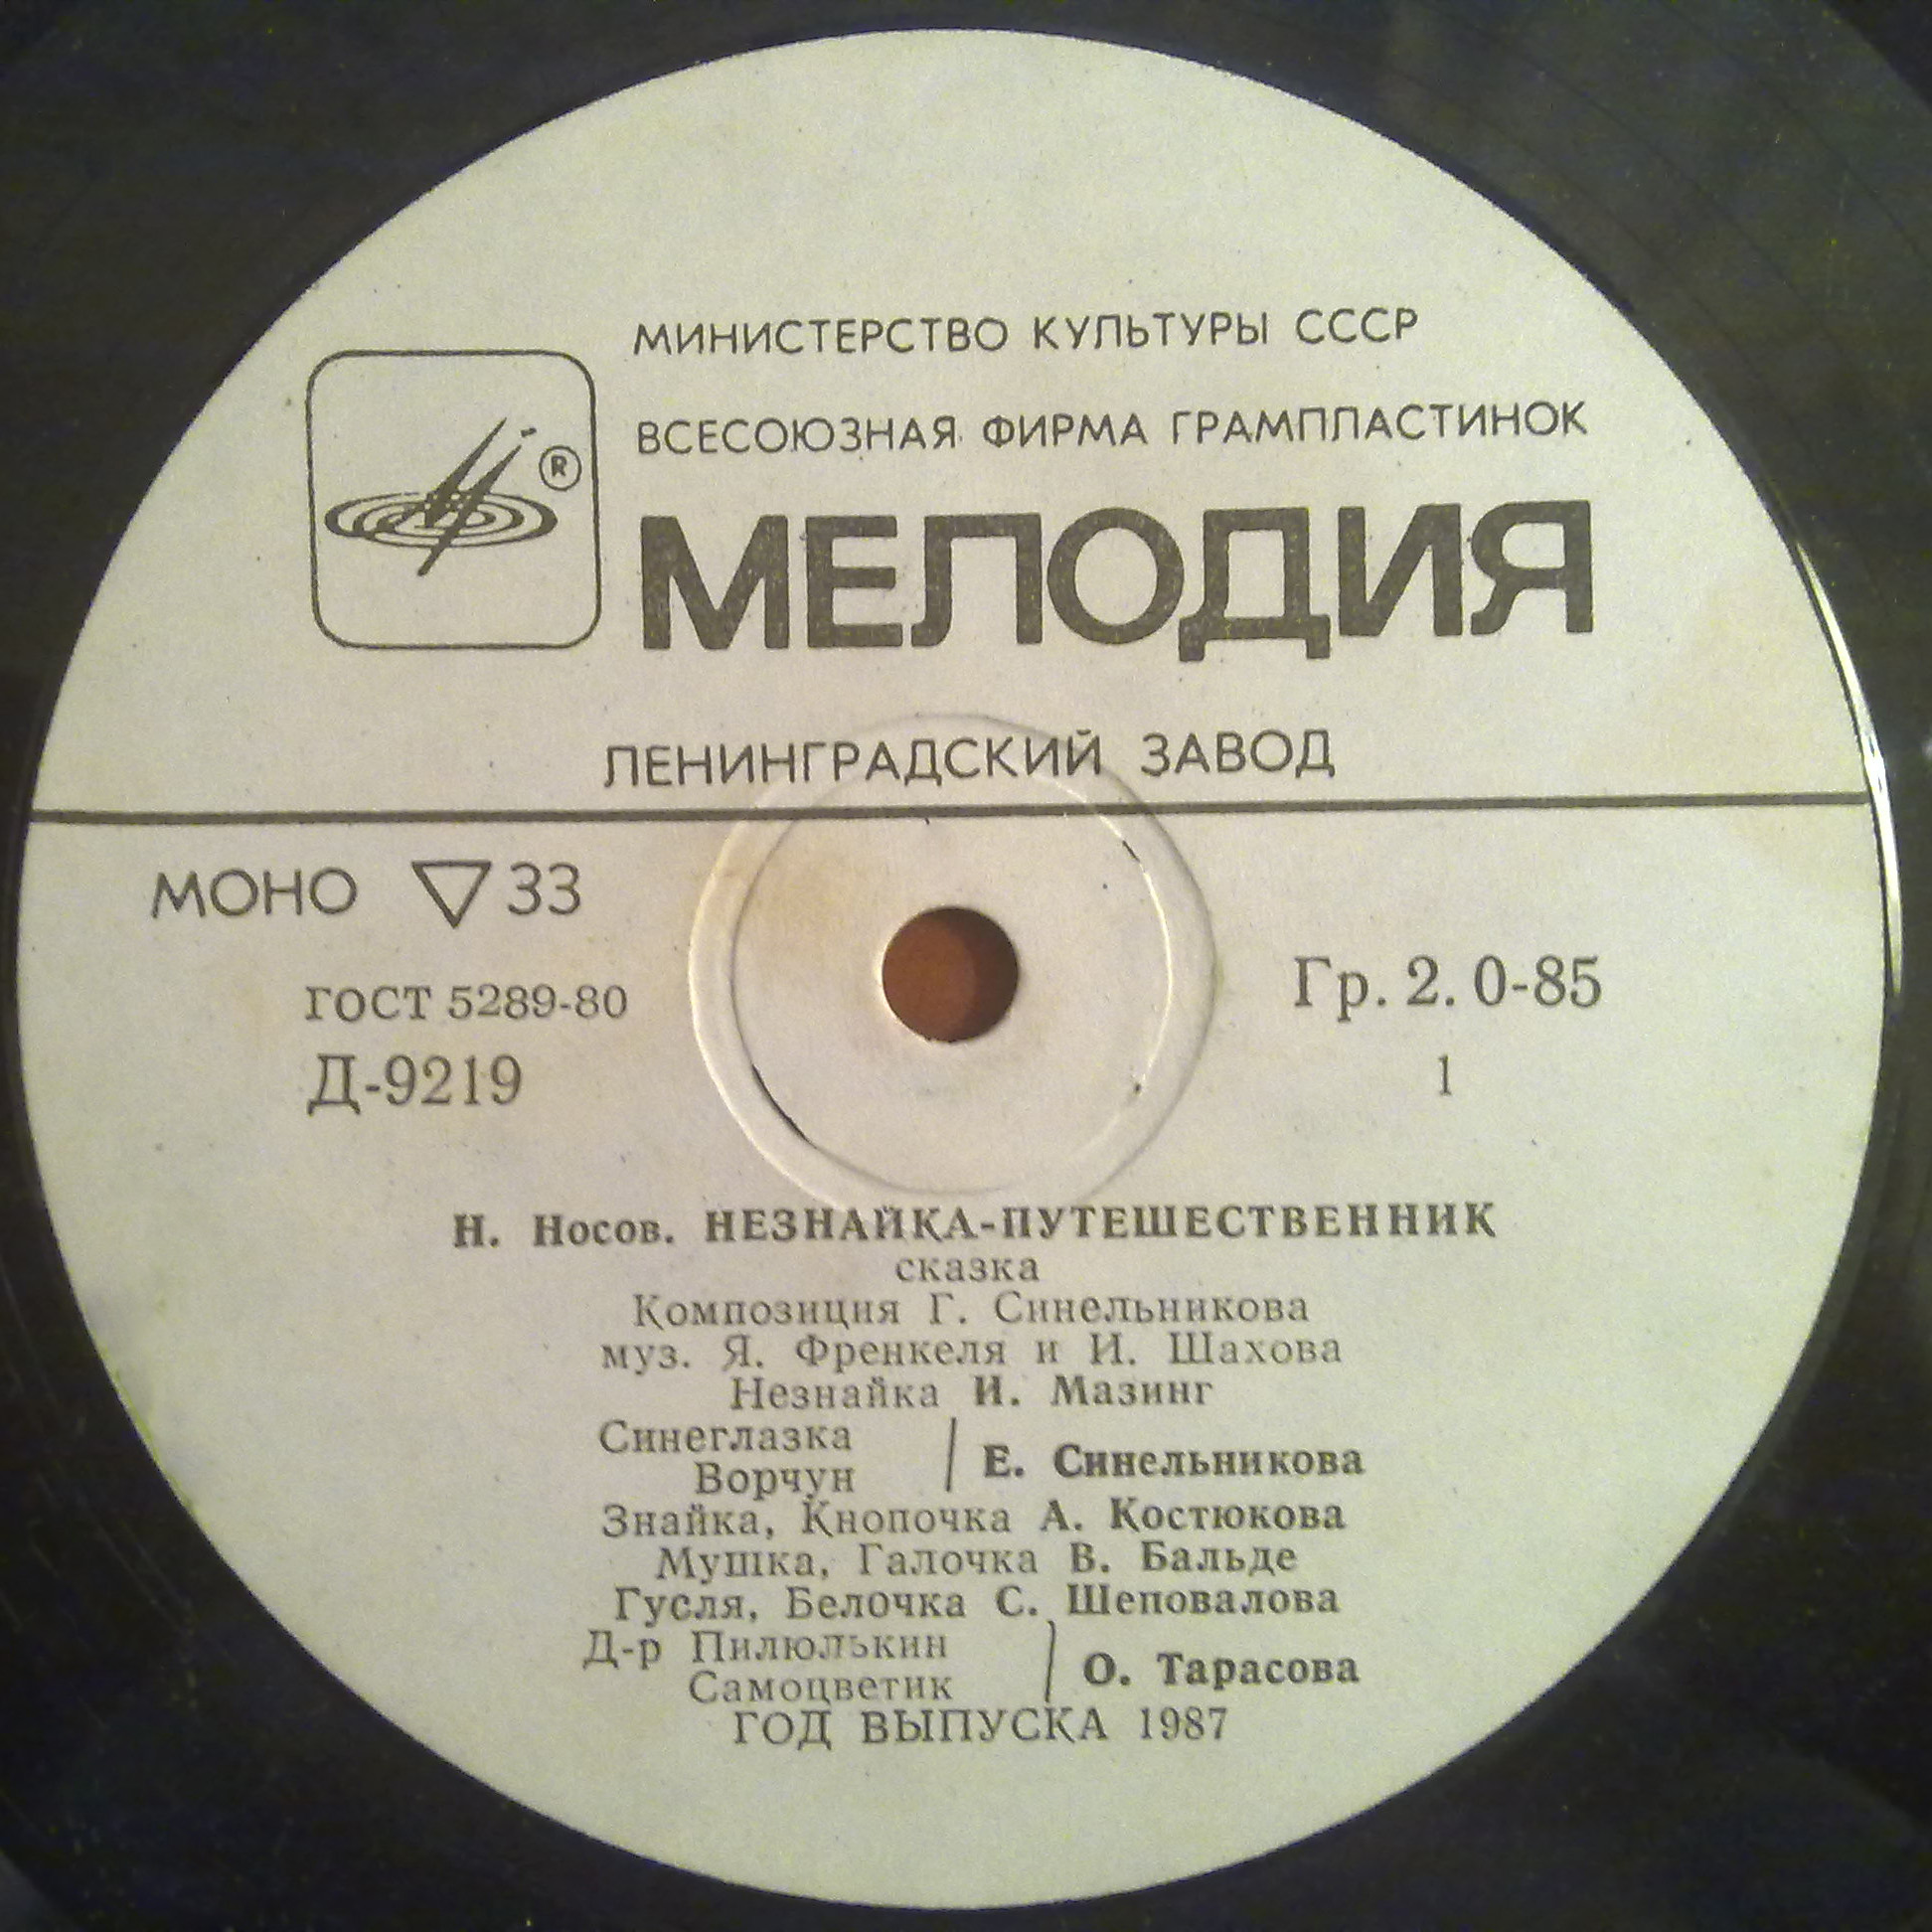 МИНИСТЕРСТВО КУЛЬТУРЫ СССР
ВСЕСОЮЗНАЯ ФИРМА ГРАМПЛАСТИНОК
®
МЕЛОДИЯ
ЛЕНИНГРАДСКИЙ ЗАВОД
МОНО ▽ 33
ГОСТ 5289-80
Гр. 2. 0-85
Д-9219
1
Н. Носов. НЕЗНАЙКА-ПУТЕШЕСТВЕННИК
сказка
Композиция Г. Синельникова
муз. Я. Френкеля и И. Шахова
Незнайка И. Мазинг
Синеглазка
Ворчун | Е. Синельникова
Знайка, Кнопочка А. Костюкова
Мушка, Галочка В. Бальде
Гусля, Белочка С. Шеповалова
Д-р Пилюлькин
Самоцветик | О. Тарасова
ГОД ВЫПУСКА 1987